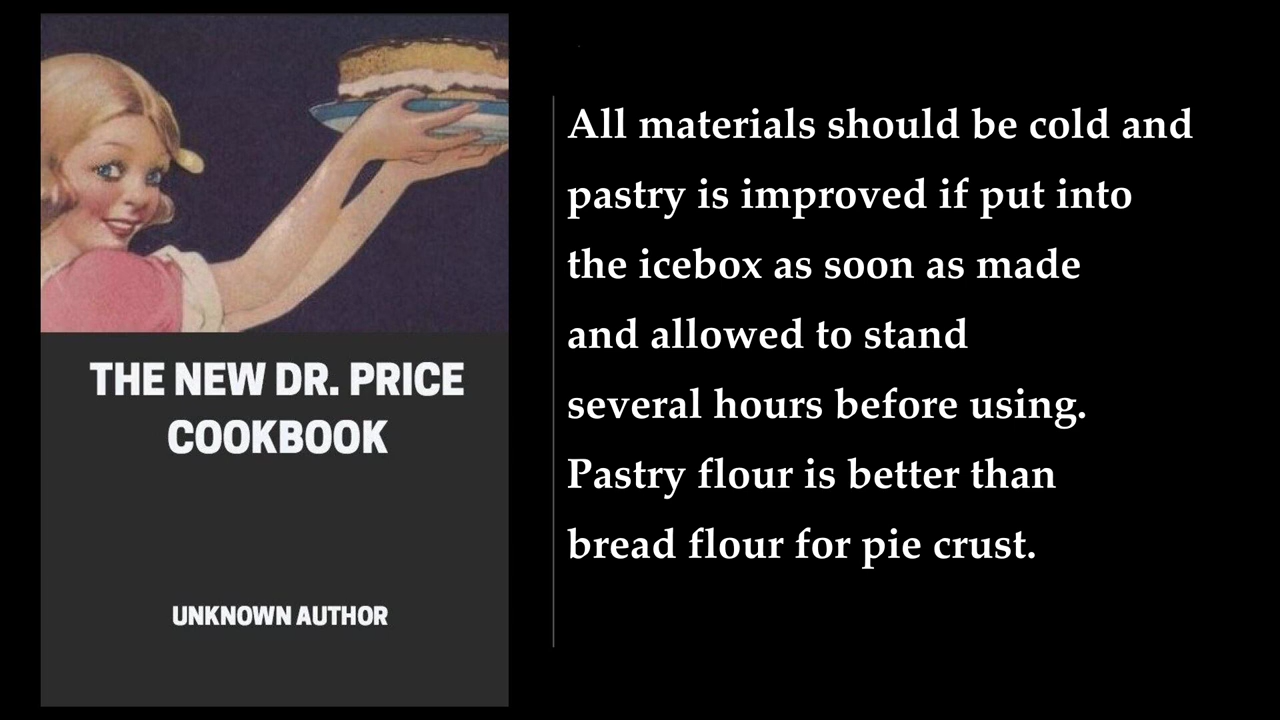 THE NEW DR. PRICE
COOKBOOK
UNKNOWN AUTHOR
All materials should be cold and
pastry is improved if put into
the icebox as soon as made
and allowed to stand
several hours before using.
Pastry flour is better than
bread flour for pie crust.